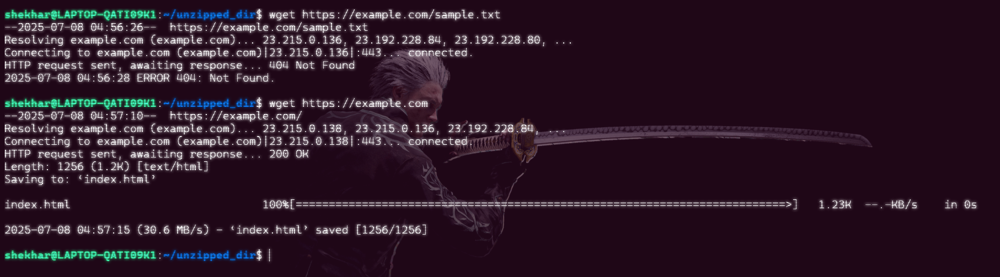 shekhar@LAPTOP-QATI09K1:~/unzipped_dir$ wget https://example.com/sample.txt
--2025-07-08 04:56:26--  https://example.com/sample.txt
Resolving example.com (example.com)... 23.215.0.136, 23.192.228.84, 23.192.228.80, ...
Connecting to example.com (example.com)|23.215.0.136|:443... connected.
HTTP request sent, awaiting response... 404 Not Found
2025-07-08 04:56:28 ERROR 404: Not Found.
shekhar@LAPTOP-QATI09K1:~/unzipped_dir$ wget https://example.com
--2025-07-08 04:57:10--  https://example.com/
Resolving example.com (example.com)... 23.215.0.138, 23.215.0.136, 23.192.228.84, ...
Connecting to example.com (example.com)|23.215.0.138|:443... connected.
HTTP request sent, awaiting response... 200 OK
Length: 1256 (1.2K) [text/html]
Saving to: ‘index.html’
index.html                             100%[==========================================================================>]   1.23K  --.-KB/s    in 0s
2025-07-08 04:57:15 (30.6 MB/s) - ‘index.html’ saved [1256/1256]
shekhar@LAPTOP-QATI09K1:~/unzipped_dir$